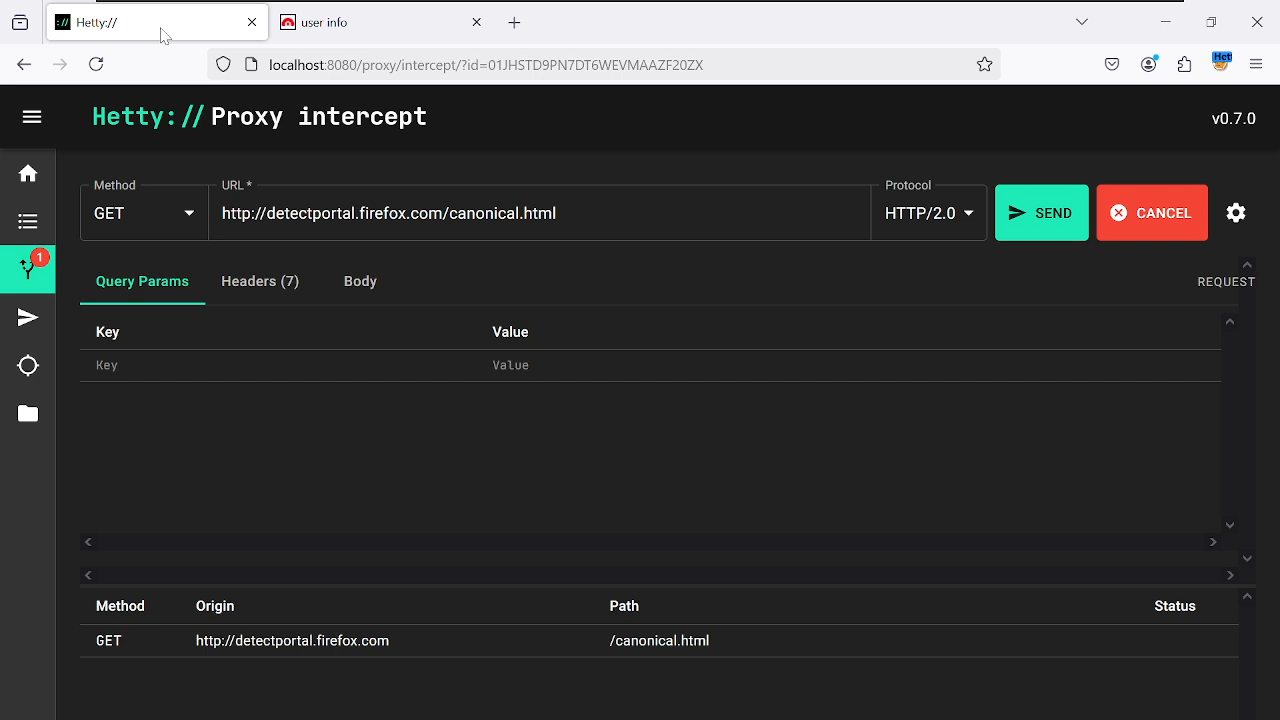 Hetty://
user info
Het
localhost:8080/proxy/intercept/?id=01JHSTD9PN7DT6WEVMAAZF20ZX
Hetty:// Proxy intercept
v0.7.0
Method
URL *
Protocol
GET
http://detectportal.firefox.com/canonical.html
HTTP/2.0
SEND
CANCEL
1
Query Params
Headers (7)
Body
REQUEST
Key
Value
Key
Value
Method
Origin
Path
Status
GET
http://detectportal.firefox.com
/canonical.html